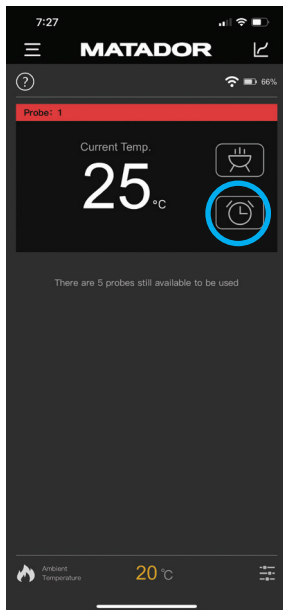 7:27
MATADOR
?
66%
Probe: 1
Current Temp.
25°C
There are 5 probes still available to be used
Ambient
Temperature
20 °C